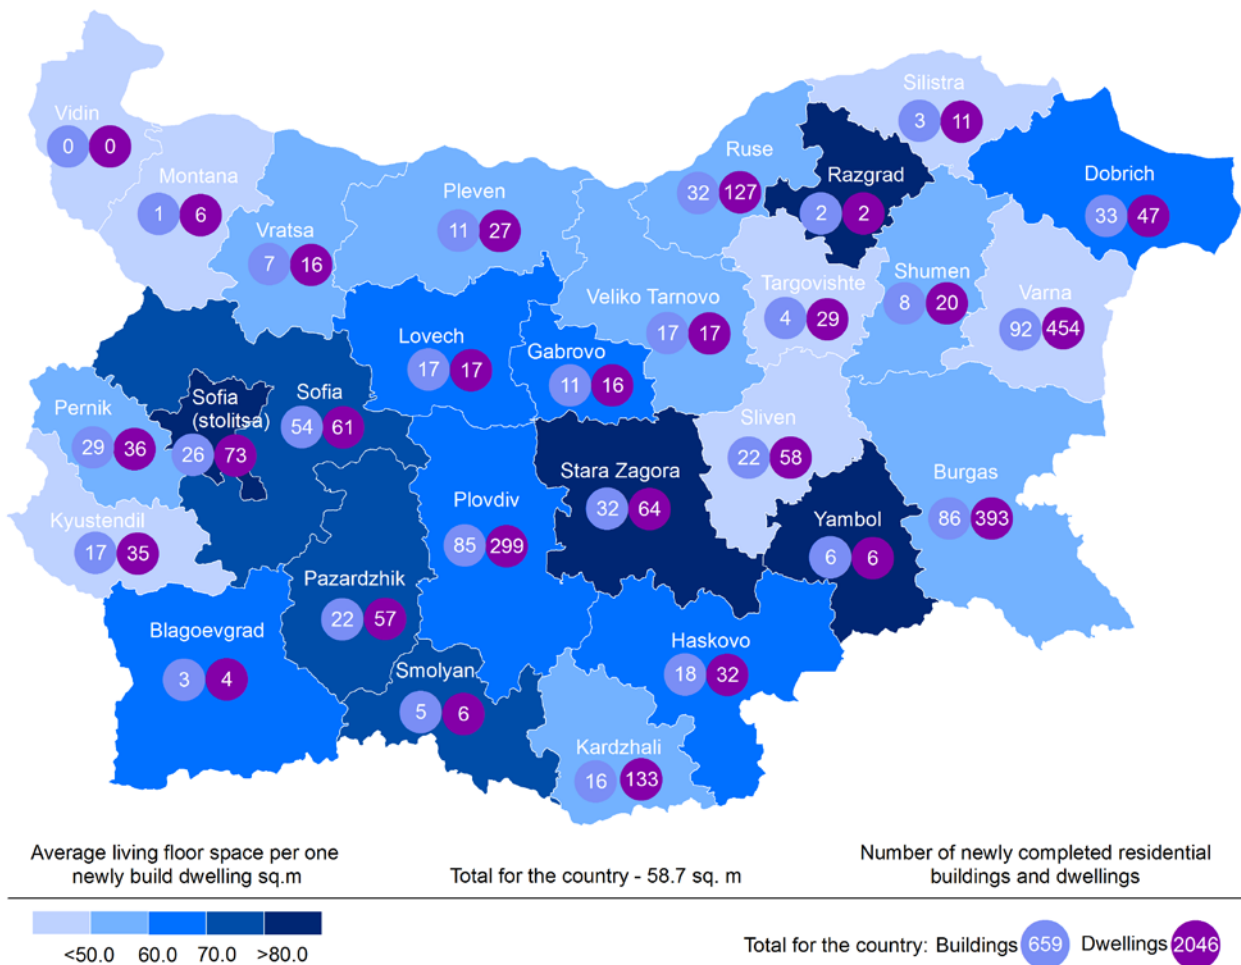 Silistra
3 11
Vidin
0 0
Ruse
32 127
Razgrad
2 2
Dobrich
33 47
Montana
1 6
Pleven
11 27
Vratsa
7 16
Targovishte
4 29
Shumen
8 20
Varna
92 454
Veliko Tarnovo
17 17
Lovech
17 17
Gabrovo
11 16
Pernik
29 36
Sofia
(stolitsa)
26 73
Sofia
54 61
Sliven
22 58
Stara Zagora
32 64
Burgas
86 393
Plovdiv
85 299
Yambol
6 6
Kyustendil
17 35
Pazardzhik
22 57
Blagoevgrad
3 4
Haskovo
18 32
Smolyan
5 6
Kardzhali
16 133
Average living floor space per one
newly build dwelling sq.m
Total for the country - 58.7 sq. m
Number of newly completed residential
buildings and dwellings
<50.0 60.0 70.0 >80.0
Total for the country: Buildings 659 Dwellings 2046